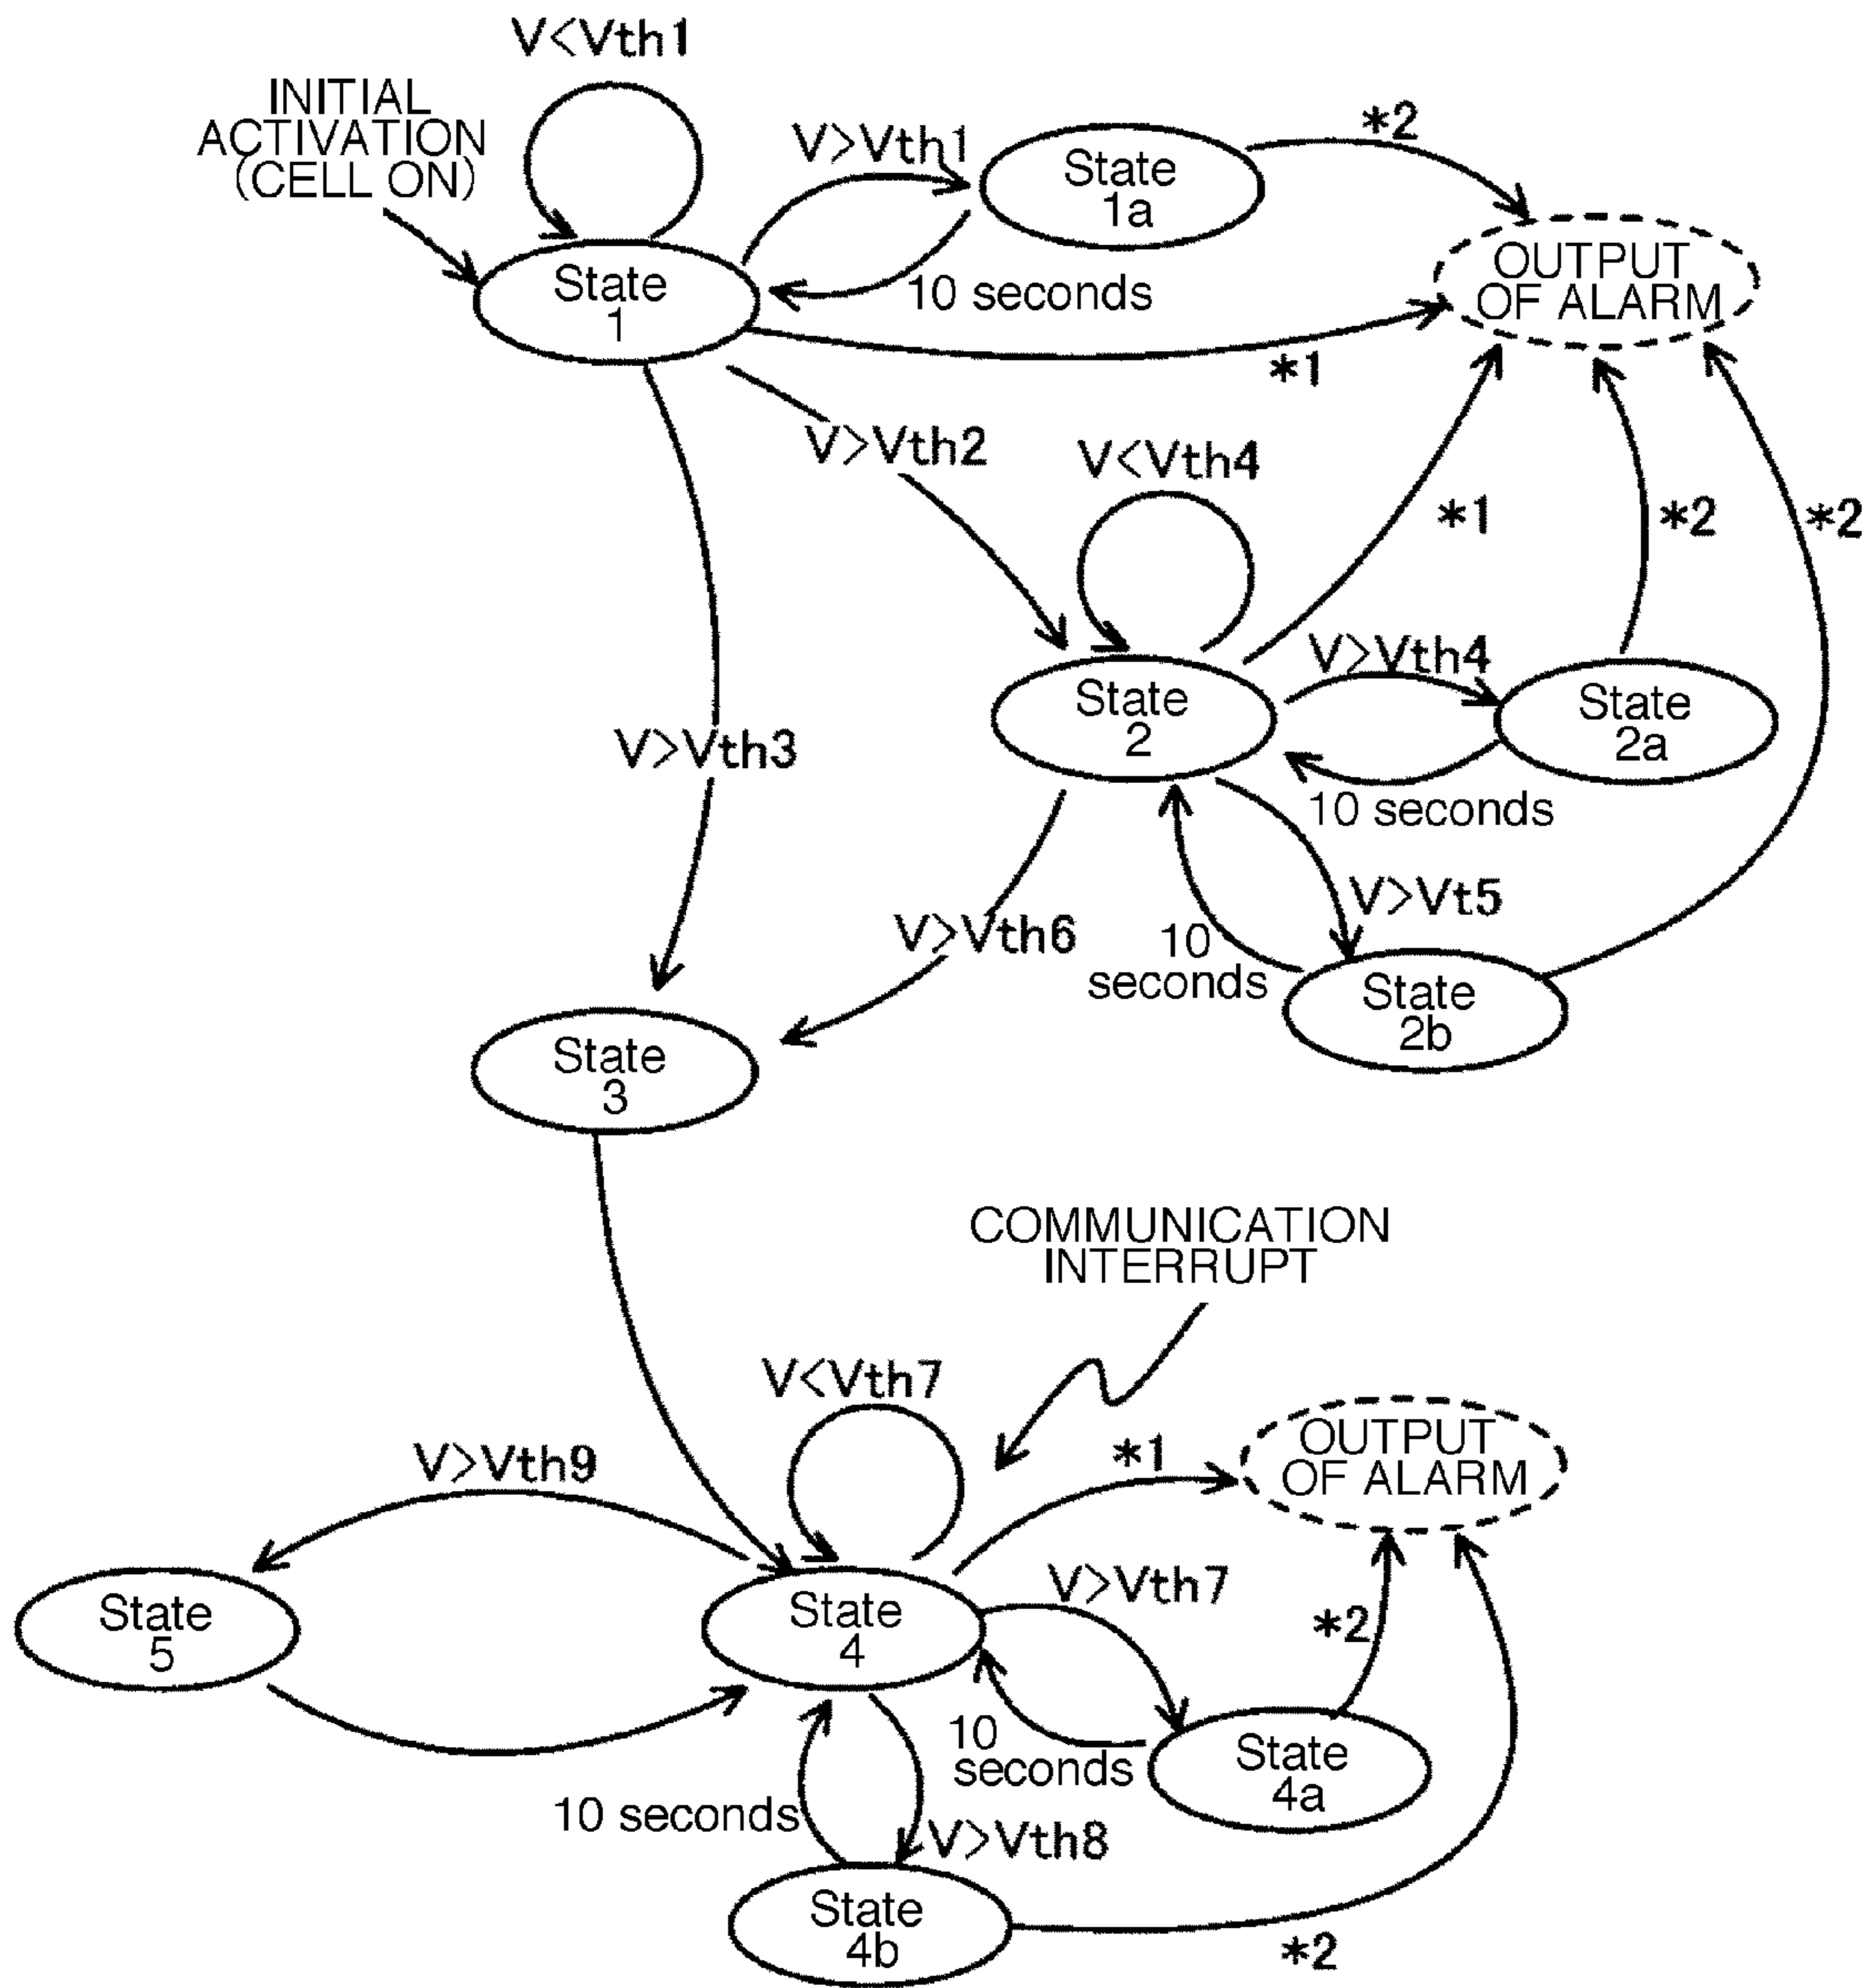 V<Vth1
INITIAL
ACTIVATION
(CELL ON)
V>Vth1
State
1a
*2
State
1
10 seconds
OUTPUT
OF ALARM
*1
V>Vth2
V<Vth4
*1
*2
*2
V>Vth4
State
2
State
2a
V>Vth3
10 seconds
V>Vt5
V>Vth6
10
seconds
State
2b
State
3
COMMUNICATION
INTERRUPT
V<Vth7
V>Vth9
*1
OUTPUT
OF ALARM
V>Vth7
State
5
State
4
*2
10
seconds
State
4a
10 seconds
V>Vth8
State
4b
*2